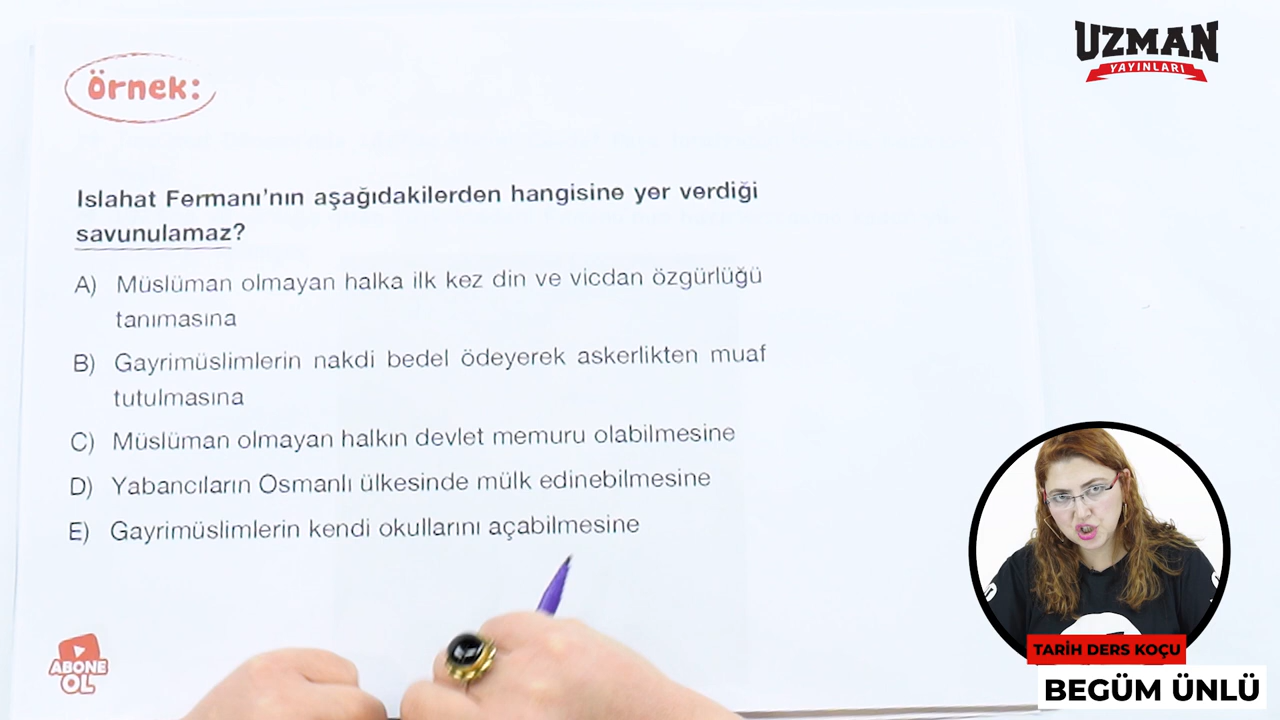 UZMAN
YAYINLARI
Örnek:
Islahat Fermanı’nın aşağıdakilerden hangisine yer verdiği
savunulamaz?
A) Müslüman olmayan halka ilk kez din ve vicdan özgürlüğü
tanımasına
B) Gayrimüslimlerin nakdi bedel ödeyerek askerlikten muaf
tutulmasına
C) Müslüman olmayan halkın devlet memuru olabilmesine
D) Yabancıların Osmanlı ülkesinde mülk edinebilmesine
E) Gayrimüslimlerin kendi okullarını açabilmesine
ABONE
OL
TARİH DERS KOÇU
BEGÜM ÜNLÜ